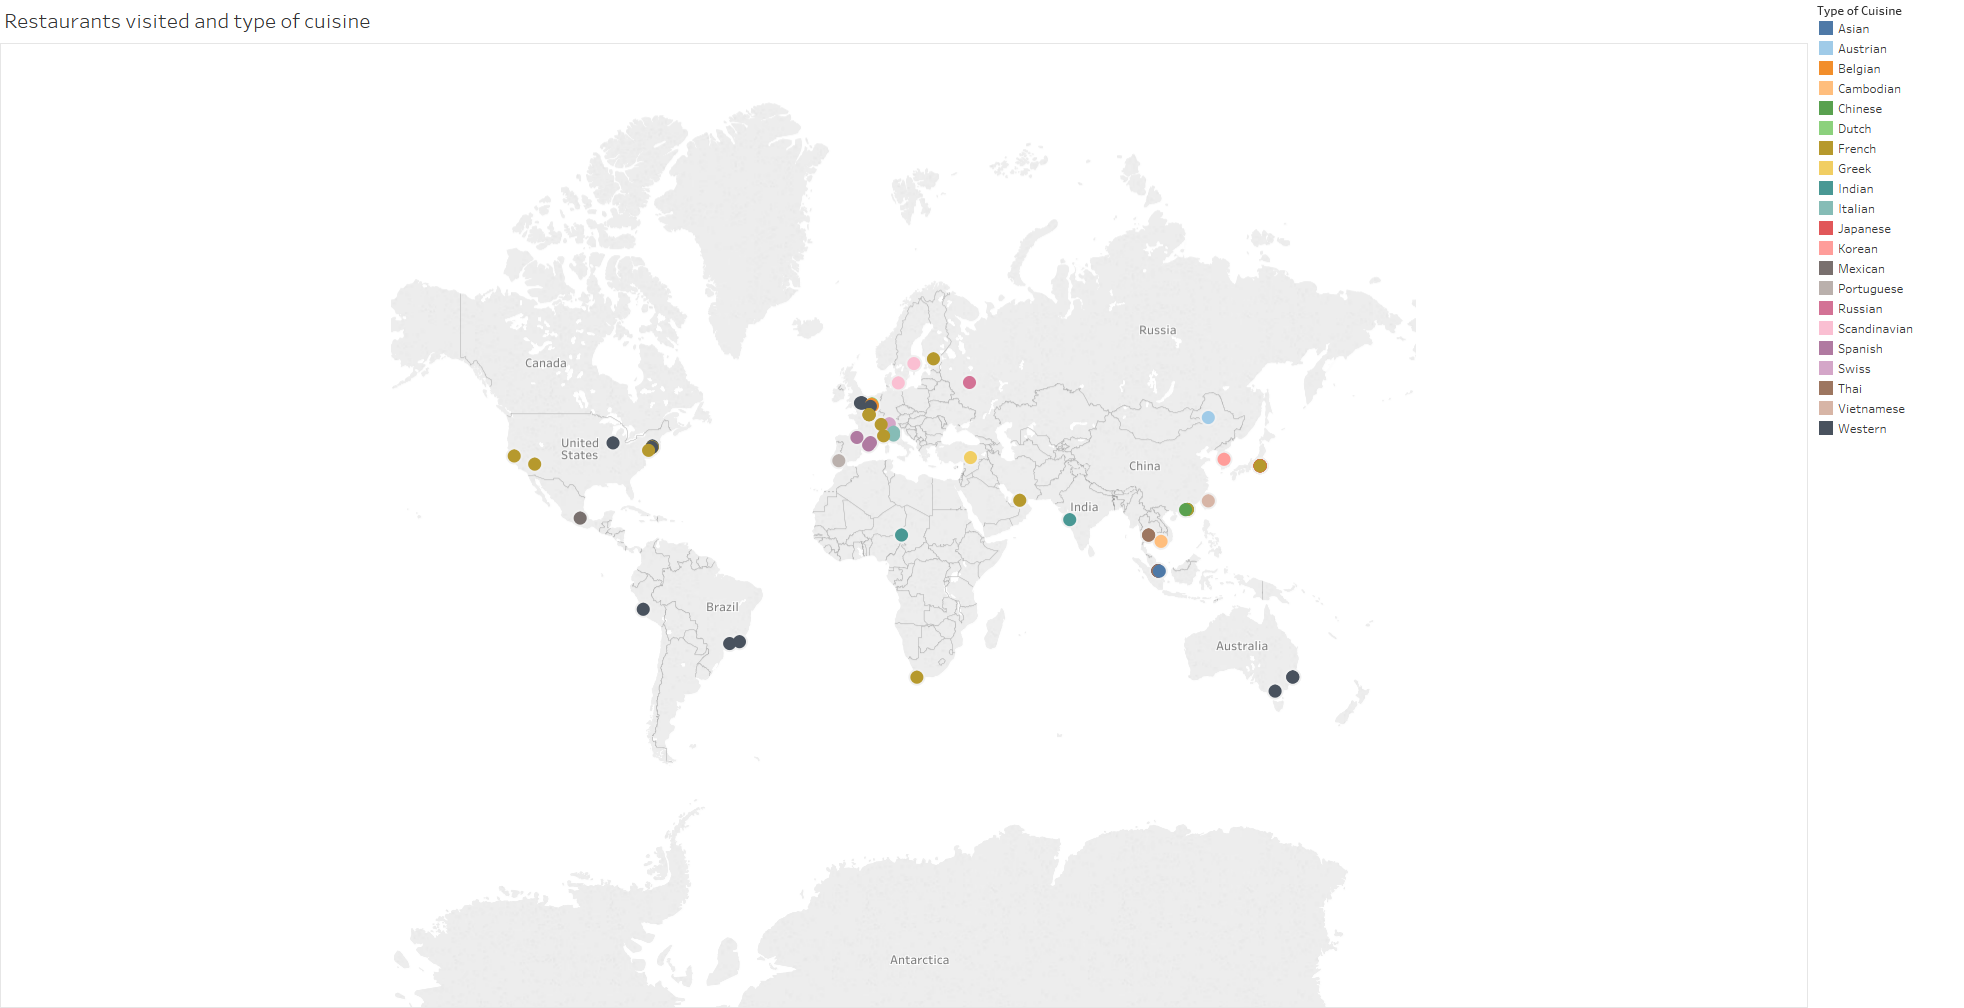 Restaurants visited and type of cuisine
Type of Cuisine
Asian
Austrian
Belgian
Cambodian
Chinese
Dutch
French
Greek
Indian
Italian
Japanese
Korean
Mexican
Portuguese
Russian
Scandinavian
Spanish
Swiss
Thai
Vietnamese
Western
Russia
Canada
United
States
China
India
Brazil
Australia
Antarctica